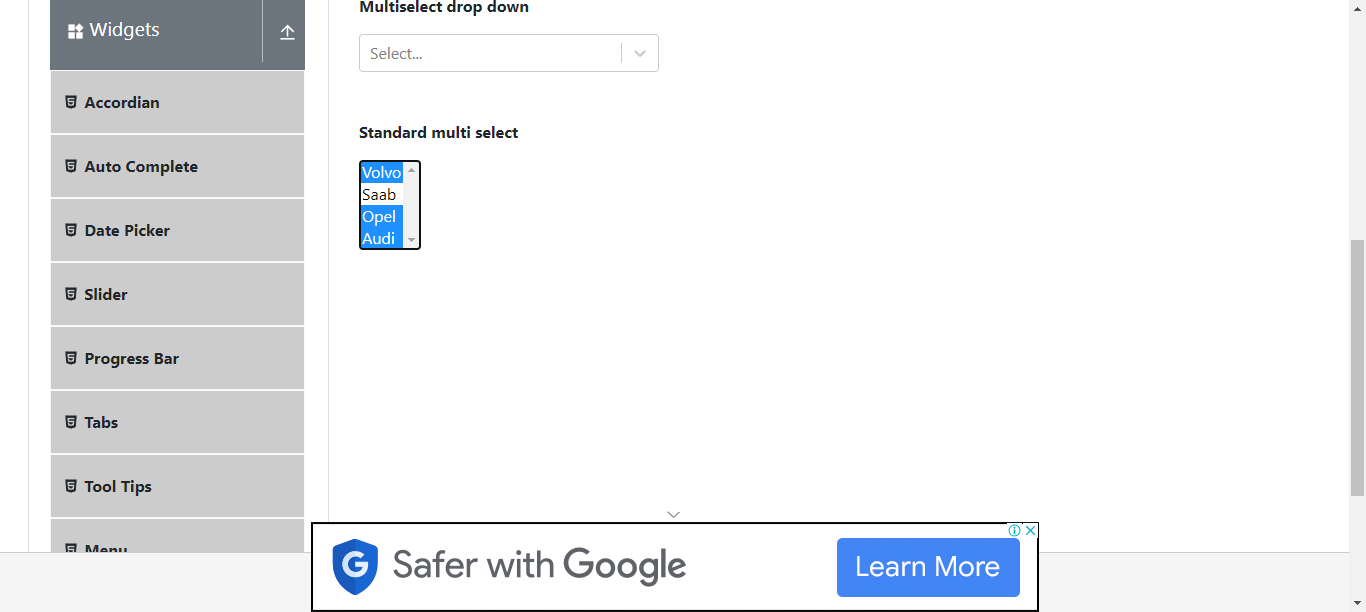 Widgets
Accordian
Auto Complete
Date Picker
Slider
Progress Bar
Tabs
Tool Tips
Menu
Multiselect drop down
Select...
Standard multi select
Volvo
Saab
Opel
Audi
G Safer with Google
Learn More